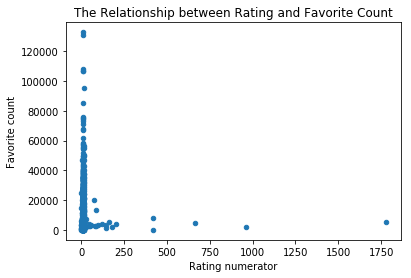 The Relationship between Rating and Favorite Count
120000
100000
80000
60000
40000
20000
0
Favorite count
0 250 500 750 1000 1250 1500 1750
Rating numerator